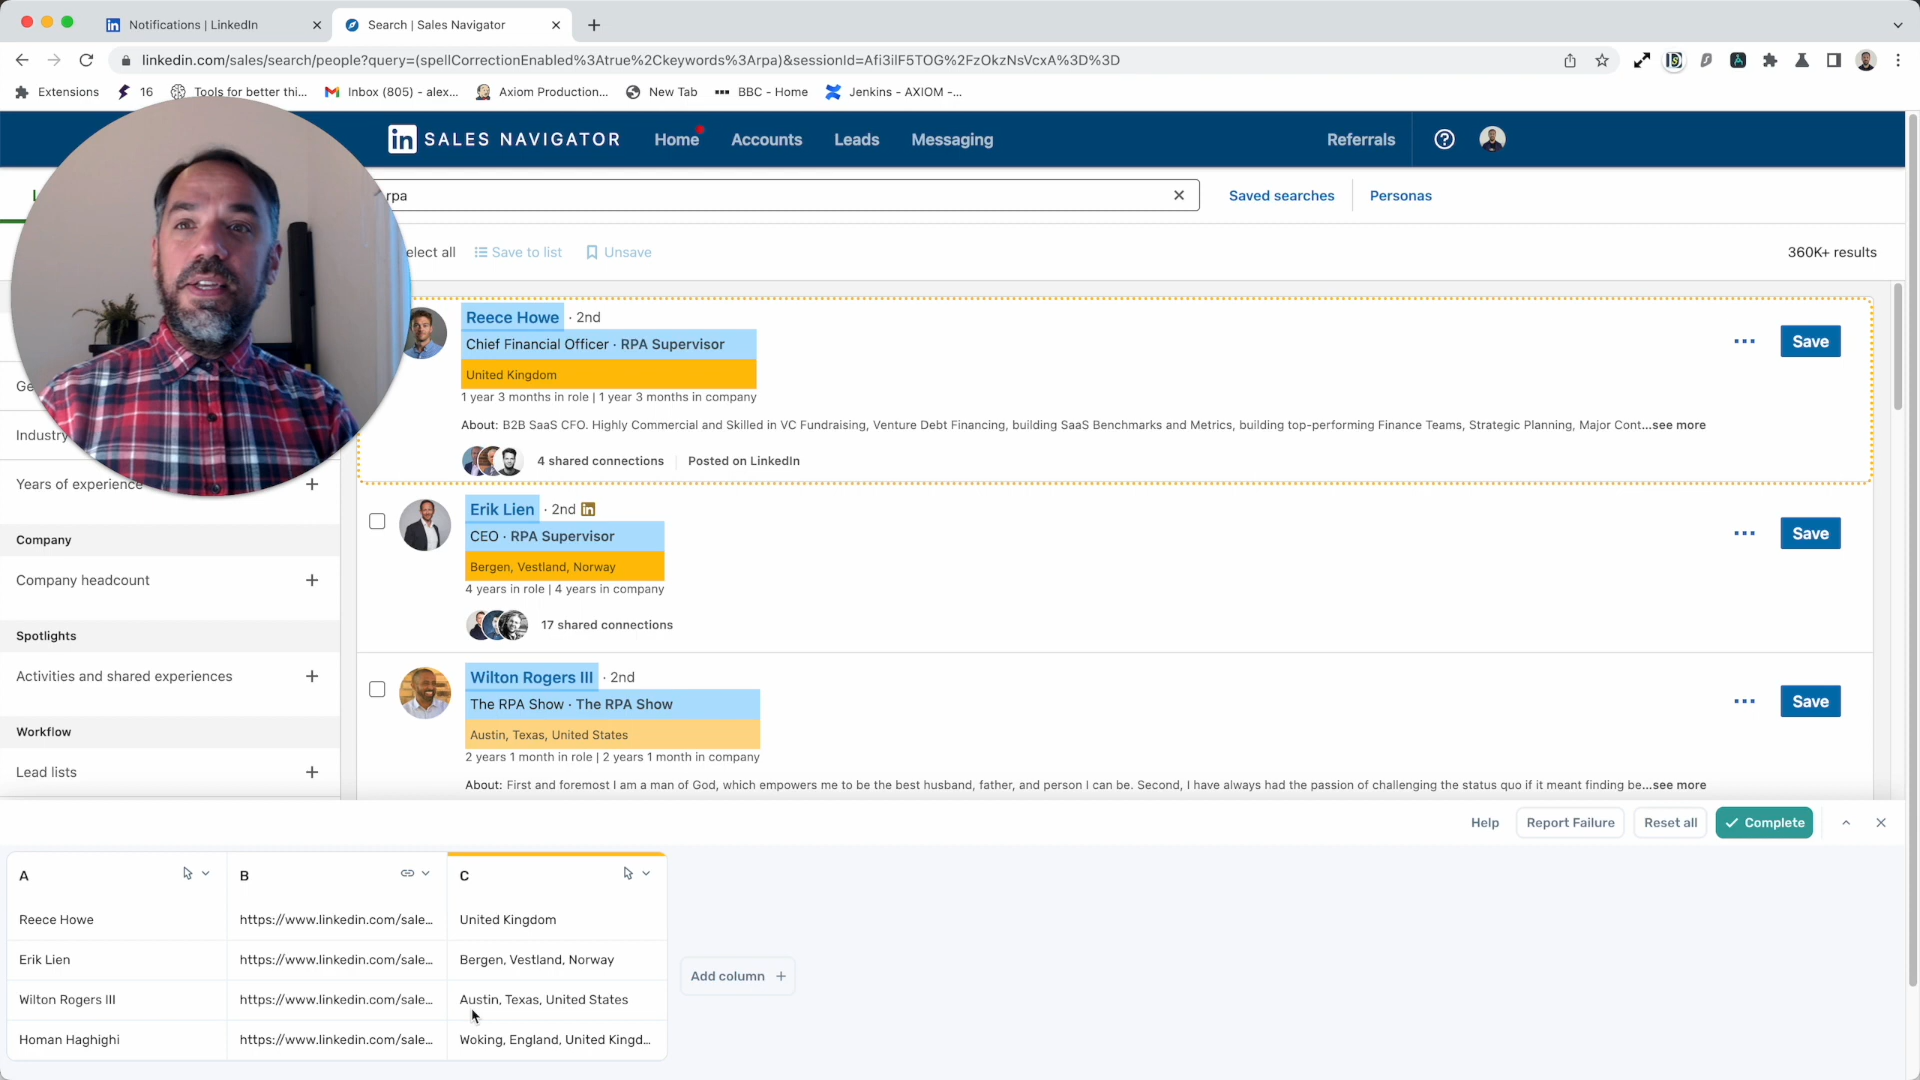 Notifications | LinkedIn
Search | Sales Navigator
linkedin.com/sales/search/people?query=(spellCorrectionEnabled%3Atrue%2Ckeywords%3Arpa)&sessionId=Afi3ilF5TOG%2FzOkzNsVcxA%3D%3D
Extensions
16
Tools for better thi...
Inbox (805) - alex...
Axiom Production...
New Tab
BBC - Home
Jenkins - AXIOM -...
in SALES NAVIGATOR
Home
Accounts
Leads
Messaging
Referrals
rpa
Saved searches
Personas
elect all
Save to list
Unsave
360K+ results
Ge
Industry
Years of experience
Company
Company headcount
Spotlights
Activities and shared experiences
Workflow
Lead lists
Reece Howe · 2nd
Chief Financial Officer · RPA Supervisor
United Kingdom
1 year 3 months in role | 1 year 3 months in company
About: B2B SaaS CFO. Highly Commercial and Skilled in VC Fundraising, Venture Debt Financing, building SaaS Benchmarks and Metrics, building top-performing Finance Teams, Strategic Planning, Major Cont...see more
4 shared connections
Posted on LinkedIn
Save
Erik Lien · 2nd in
CEO · RPA Supervisor
Bergen, Vestland, Norway
4 years in role | 4 years in company
17 shared connections
Save
Wilton Rogers III · 2nd
The RPA Show · The RPA Show
Austin, Texas, United States
2 years 1 month in role | 2 years 1 month in company
About: First and foremost I am a man of God, which empowers me to be the best husband, father, and person I can be. Second, I have always had the passion of challenging the status quo if it meant finding be...see more
Save
Help
Report Failure
Reset all
Complete
A
B
C
Reece Howe
https://www.linkedin.com/sale...
United Kingdom
Erik Lien
https://www.linkedin.com/sale...
Bergen, Vestland, Norway
Wilton Rogers III
https://www.linkedin.com/sale...
Austin, Texas, United States
Homan Haghighi
https://www.linkedin.com/sale...
Woking, England, United Kingd...
Add column +